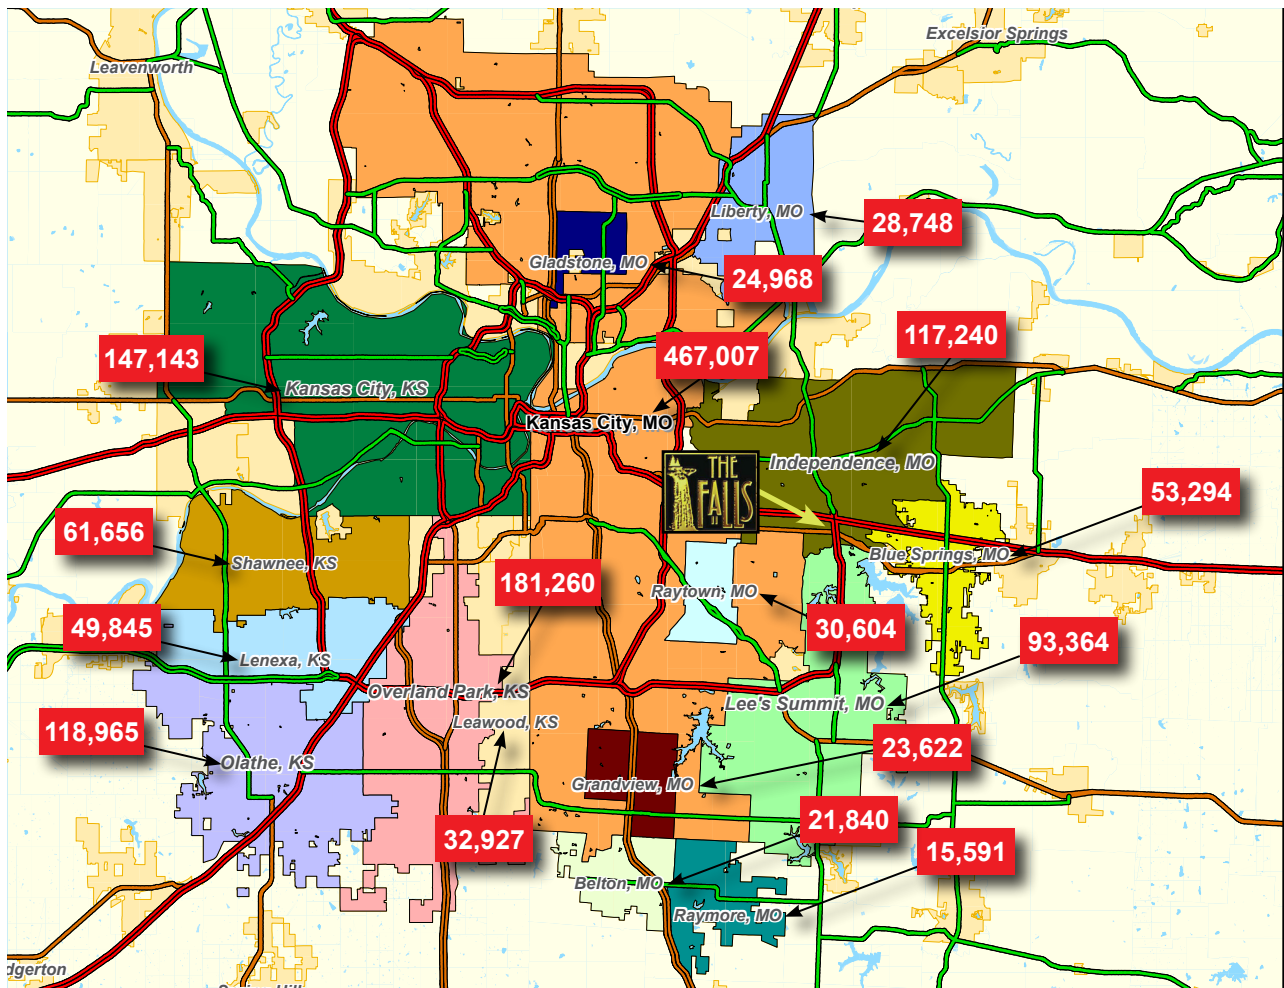 Excelsior Springs
Leavenworth
Liberty, MO
28,748
Gladstone, MO
24,968
117,240
147,143
467,007
Kansas City, KS
Kansas City, MO
THE
FALLS
Independence, MO
53,294
61,656
Shawnee, KS
Blue Springs, MO
181,260
Raytown, MO
49,845
30,604
93,364
Lenexa, KS
Overland Park, KS
Lee's Summit, MO
Leawood, KS
118,965
23,622
Olathe, KS
Grandview, MO
21,840
32,927
15,591
Belton, MO
Raymore, MO
dgerton